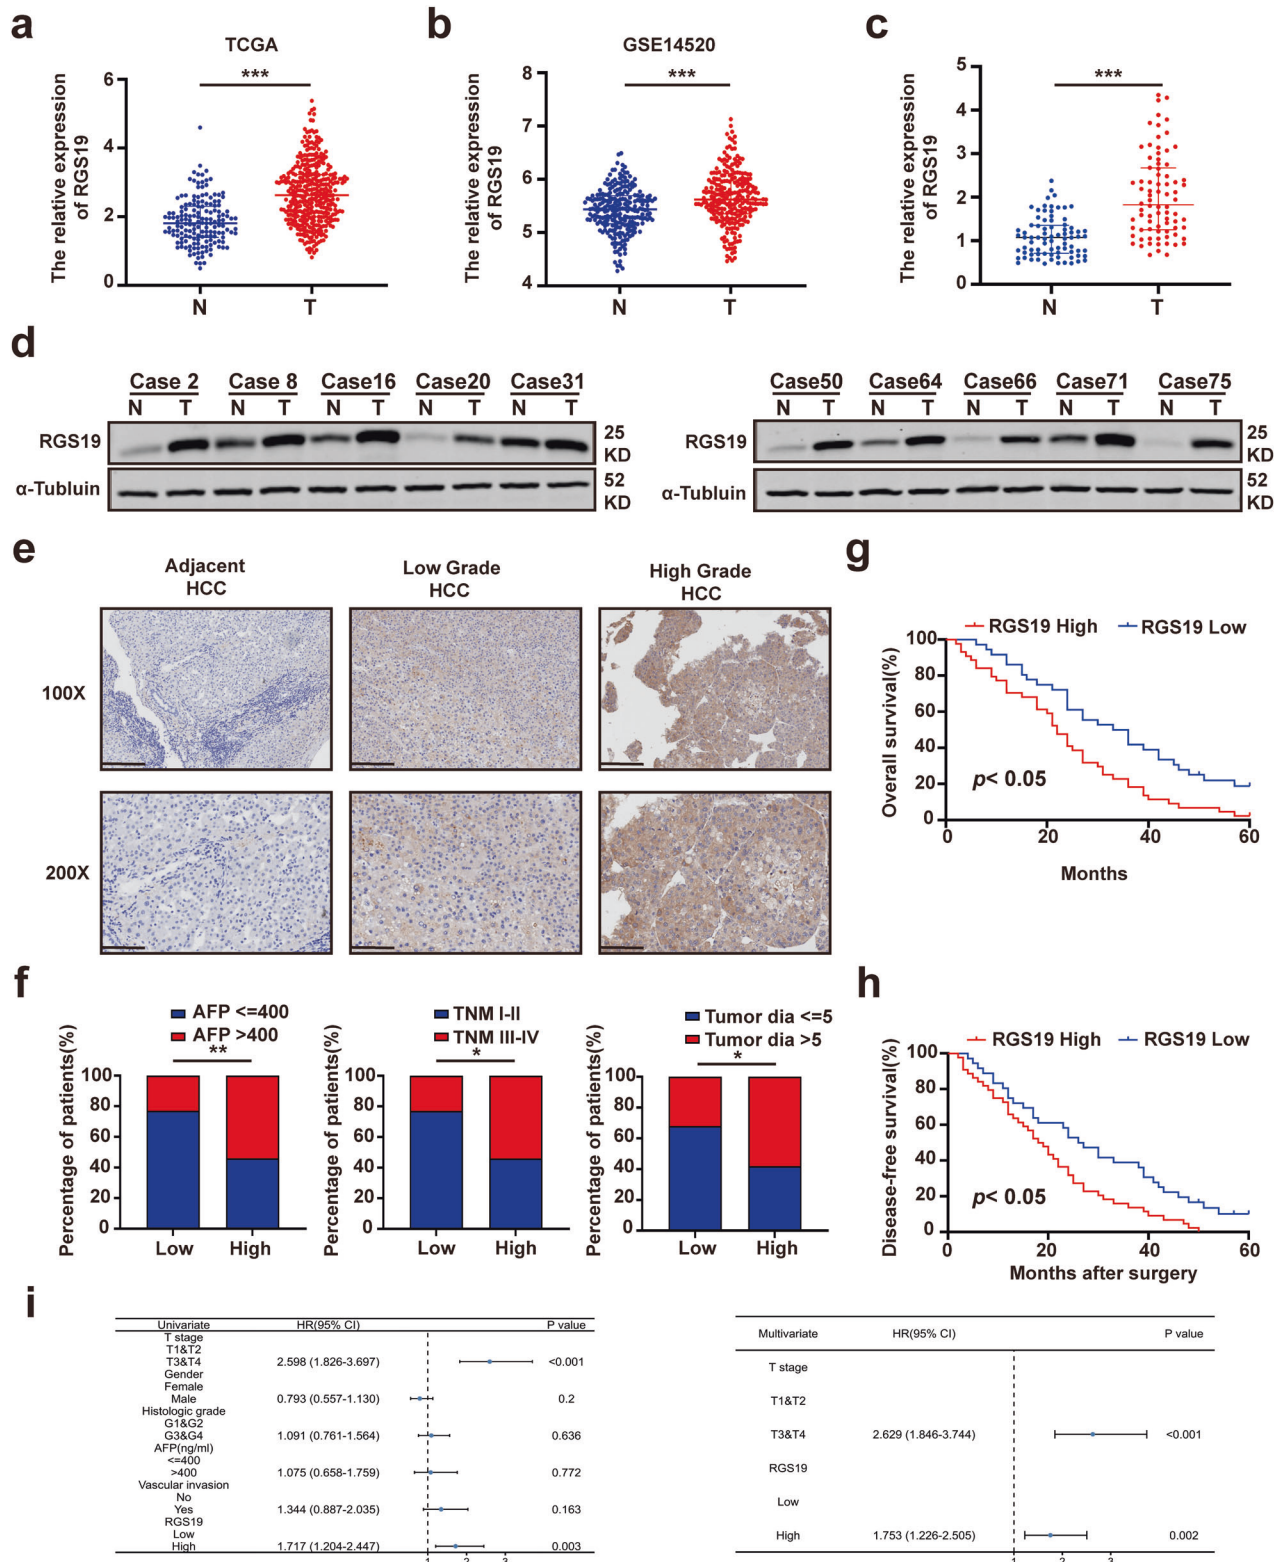 a
TCGA
***
The relative expression
of RGS19
6
4
2
0
N T
b
GSE14520
***
The relative expression
of RGS19
8
7
6
5
4
N T
c
***
The relative expression
of RGS19
5
4
3
2
1
0
N T
d
Case 2 Case 8 Case16 Case20 Case31
N T N T N T N T N T
RGS19
25
KD
α-Tubluin
52
KD
Case50 Case64 Case66 Case71 Case75
N T N T N T N T N T
RGS19
25
KD
α-Tubluin
52
KD
e
Adjacent
HCC
Low Grade
HCC
High Grade
HCC
100X
200X
g
RGS19 High RGS19 Low
Overall survival(%)
100
80
60
40
20
0
p< 0.05
0 20 40 60
Months
f
AFP <=400
AFP >400
**
Percentage of patients(%)
100
80
60
40
20
0
Low High
TNM I-II
TNM III-IV
*
Percentage of patients(%)
100
80
60
40
20
0
Low High
Tumor dia <=5
Tumor dia >5
*
Percentage of patients(%)
100
80
60
40
20
0
Low High
h
RGS19 High RGS19 Low
Disease-free survival(%)
100
80
60
40
20
0
p< 0.05
0 20 40 60
Months after surgery
i
Univariate HR(95% CI) P value
T stage
T1&T2
T3&T4 2.598 (1.826-3.697) <0.001
Gender
Female
Male 0.793 (0.557-1.130) 0.2
Histologic grade
G1&G2
G3&G4 1.091 (0.761-1.564) 0.636
AFP(ng/ml)
<=400
>400 1.075 (0.658-1.759) 0.772
Vascular invasion
No
Yes 1.344 (0.887-2.035) 0.163
RGS19
Low
High 1.717 (1.204-2.447) 0.003
1 2 3
Multivariate HR(95% CI) P value
T stage
T1&T2
T3&T4 2.629 (1.846-3.744) <0.001
RGS19
Low
High 1.753 (1.226-2.505) 0.002
1 2 3